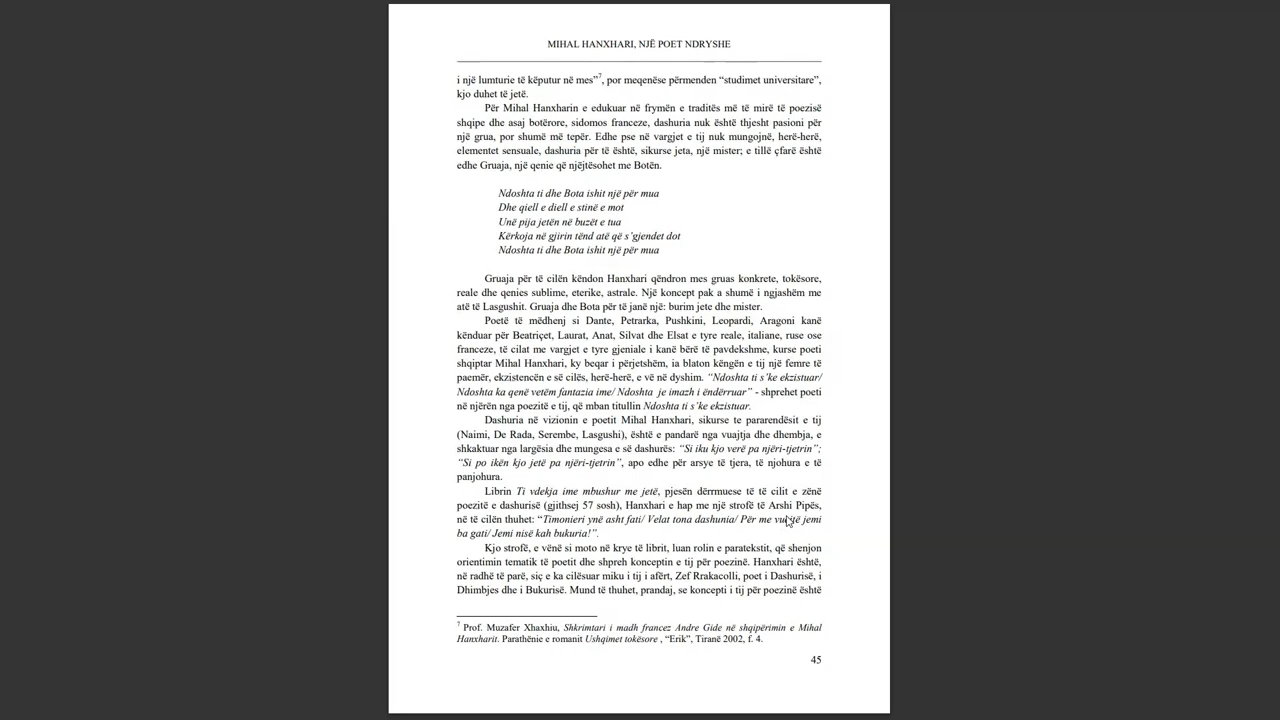 MIHAL HANXHARI, NJË POET NDRYSHE
i një lumturie të këputur në mes”7, por meqenëse përmenden “studimet universitare”,
kjo duhet të jetë.
Për Mihal Hanxharin e edukuar në frymën e traditës më të mirë të poezisë
shqipe dhe asaj botërore, sidomos franceze, dashuria nuk është thjesht pasioni për
një grua, por shumë më tepër. Edhe pse në vargjet e tij nuk mungojnë, herë-herë,
elementet sensuale, dashuria për të është, sikurse jeta, një mister; e tillë çfarë është
edhe Gruaja, një qenie që njëjtësohet me Botën.
Ndoshta ti dhe Bota ishit një për mua
Dhe qiell e diell e stinë e mot
Unë pija jetën në buzët e tua
Kërkoja në gjirin tënd atë që s’gjendet dot
Ndoshta ti dhe Bota ishit një për mua
Gruaja për të cilën këndon Hanxhari qëndron mes gruas konkrete, tokësore,
reale dhe qenies sublime, eterike, astrale. Një koncept pak a shumë i ngjashëm me
atë të Lasgushit. Gruaja dhe Bota për të janë një: burim jete dhe mister.
Poetë të mëdhenj si Dante, Petrarka, Pushkini, Leopardi, Aragoni kanë
kënduar për Beatriçet, Laurat, Anat, Silvat dhe Elsat e tyre reale, italiane, ruse ose
franceze, të cilat me vargjet e tyre gjeniale i kanë bërë të pavdekshme, kurse poeti
shqiptar Mihal Hanxhari, ky beqar i përjetshëm, ia blaton këngën e tij një femre të
paemër, ekzistencën e së cilës, herë-herë, e vë në dyshim. “Ndoshta ti s’ke ekzistuar/
Ndoshta ka qenë vetëm fantazia ime/ Ndoshta je imazh i ëndërruar” - shprehet poeti
në njërën nga poezitë e tij, që mban titullin Ndoshta ti s’ke ekzistuar.
Dashuria në vizionin e poetit Mihal Hanxhari, sikurse te pararendësit e tij
(Naimi, De Rada, Serembe, Lasgushi), është e pandarë nga vuajtja dhe dhembja, e
shkaktuar nga largësia dhe mungesa e së dashurës: “Si iku kjo verë pa njëri-tjetrin”;
“Si po ikën kjo jetë pa njëri-tjetrin”, apo edhe për arsye të tjera, të njohura e të
panjohura.
Librin Ti vdekja ime mbushur me jetë, pjesën dërrmuese të të cilit e zënë
poezitë e dashurisë (gjithsej 57 sosh), Hanxhari e hap me një strofë të Arshi Pipës,
në të cilën thuhet: “Timonieri ynë asht fati/ Velat tona dashunia/ Për me jemi
ba gati/ Jemi nisë kah bukuria!”.
Kjo strofë, e vënë si moto në krye të librit, luan rolin e paratekstit, që shenjon
orientimin tematik të poetit dhe shpreh konceptin e tij për poezinë. Hanxhari është,
në radhë të parë, siç e ka cilësuar miku i tij i afërt, Zef Rrakacolli, poet i Dashurisë, i
Dhimbjes dhe i Bukurisë. Mund të thuhet, prandaj, se koncepti i tij për poezinë është
7 Prof. Muzafer Xhaxhiu, Shkrimtari i madh francez Andre Gide në shqipërimin e Mihal
Hanxharit. Parathënie e romanit Ushqimet tokësore , “Erik”, Tiranë 2002, f. 4.
45